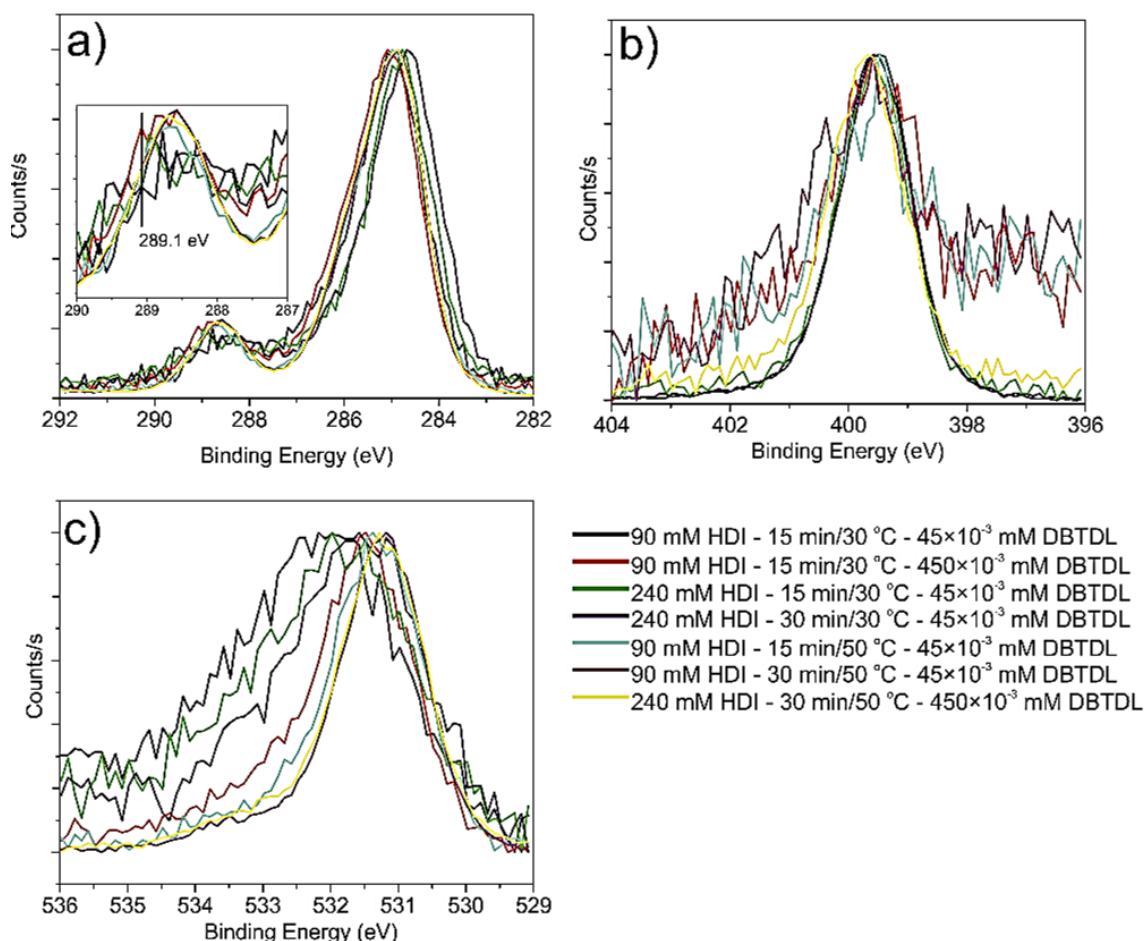 a)
Counts/s
289.1 eV
290 289 288 287
292 290 288 286 284 282
Binding Energy (eV)
b)
Counts/s
404 402 400 398 396
Binding Energy (eV)
c)
Counts/s
536 535 534 533 532 531 530 529
Binding Energy (eV)
90 mM HDI - 15 min/30 °C - 45×10⁻³ mM DBTDL
90 mM HDI - 15 min/30 °C - 450×10⁻³ mM DBTDL
240 mM HDI - 15 min/30 °C - 45×10⁻³ mM DBTDL
240 mM HDI - 30 min/30 °C - 45×10⁻³ mM DBTDL
90 mM HDI - 15 min/50 °C - 45×10⁻³ mM DBTDL
90 mM HDI - 30 min/50 °C - 45×10⁻³ mM DBTDL
240 mM HDI - 30 min/50 °C - 450×10⁻³ mM DBTDL